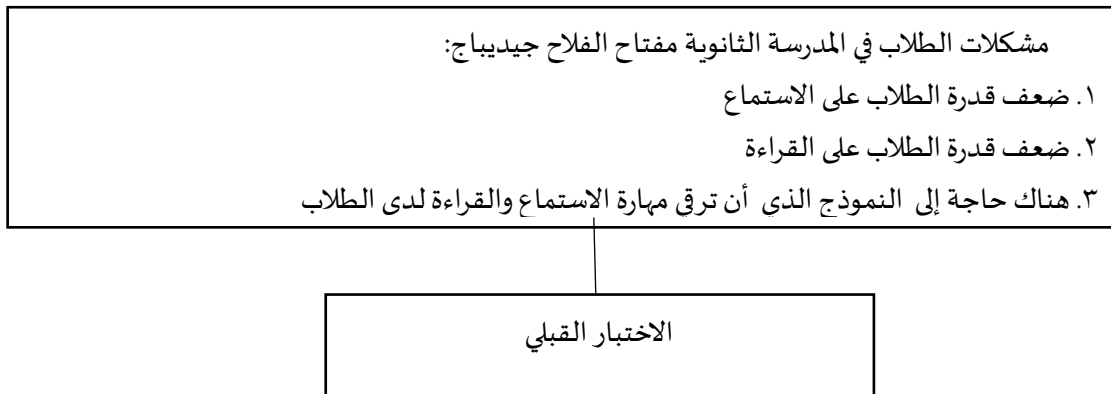 مشكلات الطلاب في المدرسة الثانوية مفتاح الفلاح جيديباج:
١. ضعف قدرة الطلاب على الاستماع
٢. ضعف قدرة الطلاب على القراءة
٣. هناك حاجة إلى النموذج الذي أن ترقي مهارة الاستماع والقراءة لدى الطلاب
الاختبار القبلي